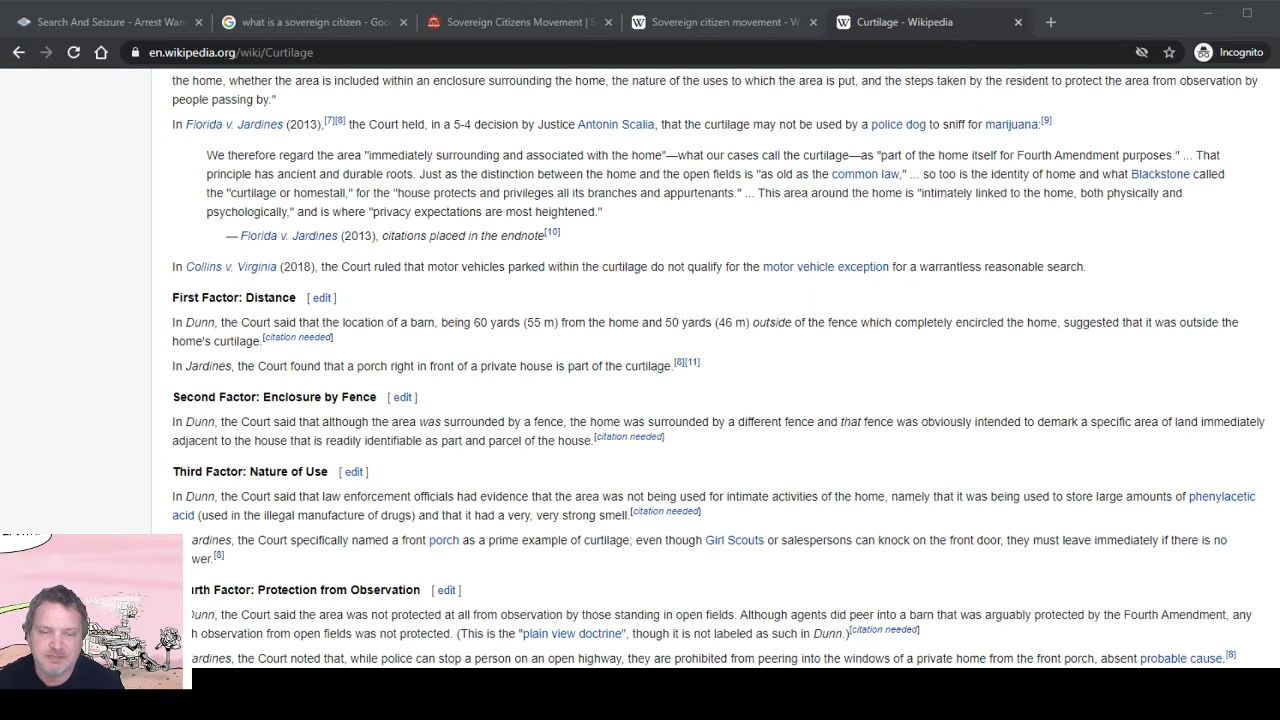 Search And Seizure - Arrest Warr
what is a sovereign citizen - Goo
Sovereign Citizens Movement | S
Sovereign citizen movement - W
Curtilage - Wikipedia
en.wikipedia.org/wiki/Curtilage
Incognito
the home, whether the area is included within an enclosure surrounding the home, the nature of the uses to which the area is put, and the steps taken by the resident to protect the area from observation by
people passing by."
In Florida v. Jardines (2013),[7][8] the Court held, in a 5-4 decision by Justice Antonin Scalia, that the curtilage may not be used by a police dog to sniff for marijuana:[9]
We therefore regard the area "immediately surrounding and associated with the home"—what our cases call the curtilage—as "part of the home itself for Fourth Amendment purposes." ... That
principle has ancient and durable roots. Just as the distinction between the home and the open fields is "as old as the common law," ... so too is the identity of home and what Blackstone called
the "curtilage or homestall," for the "house protects and privileges all its branches and appurtenants." ... This area around the home is "intimately linked to the home, both physically and
psychologically," and is where "privacy expectations are most heightened."
— Florida v. Jardines (2013), citations placed in the endnote[10]
In Collins v. Virginia (2018), the Court ruled that motor vehicles parked within the curtilage do not qualify for the motor vehicle exception for a warrantless reasonable search.
First Factor: Distance [ edit ]
In Dunn, the Court said that the location of a barn, being 60 yards (55 m) from the home and 50 yards (46 m) outside of the fence which completely encircled the home, suggested that it was outside the
home's curtilage.[citation needed]
In Jardines, the Court found that a porch right in front of a private house is part of the curtilage.[8][11]
Second Factor: Enclosure by Fence [ edit ]
In Dunn, the Court said that although the area was surrounded by a fence, the home was surrounded by a different fence and that fence was obviously intended to demark a specific area of land immediately
adjacent to the house that is readily identifiable as part and parcel of the house.[citation needed]
Third Factor: Nature of Use [ edit ]
In Dunn, the Court said that law enforcement officials had evidence that the area was not being used for intimate activities of the home, namely that it was being used to store large amounts of phenylacetic
acid (used in the illegal manufacture of drugs) and that it had a very, very strong smell.[citation needed]
ardines, the Court specifically named a front porch as a prime example of curtilage; even though Girl Scouts or salespersons can knock on the front door, they must leave immediately if there is no
wer.[8]
urth Factor: Protection from Observation [ edit ]
Dunn, the Court said the area was not protected at all from observation by those standing in open fields. Although agents did peer into a barn that was arguably protected by the Fourth Amendment, any
h observation from open fields was not protected. (This is the "plain view doctrine", though it is not labeled as such in Dunn.)[citation needed]
ardines, the Court noted that, while police can stop a person on an open highway, they are prohibited from peering into the windows of a private home from the front porch, absent probable cause.[8]